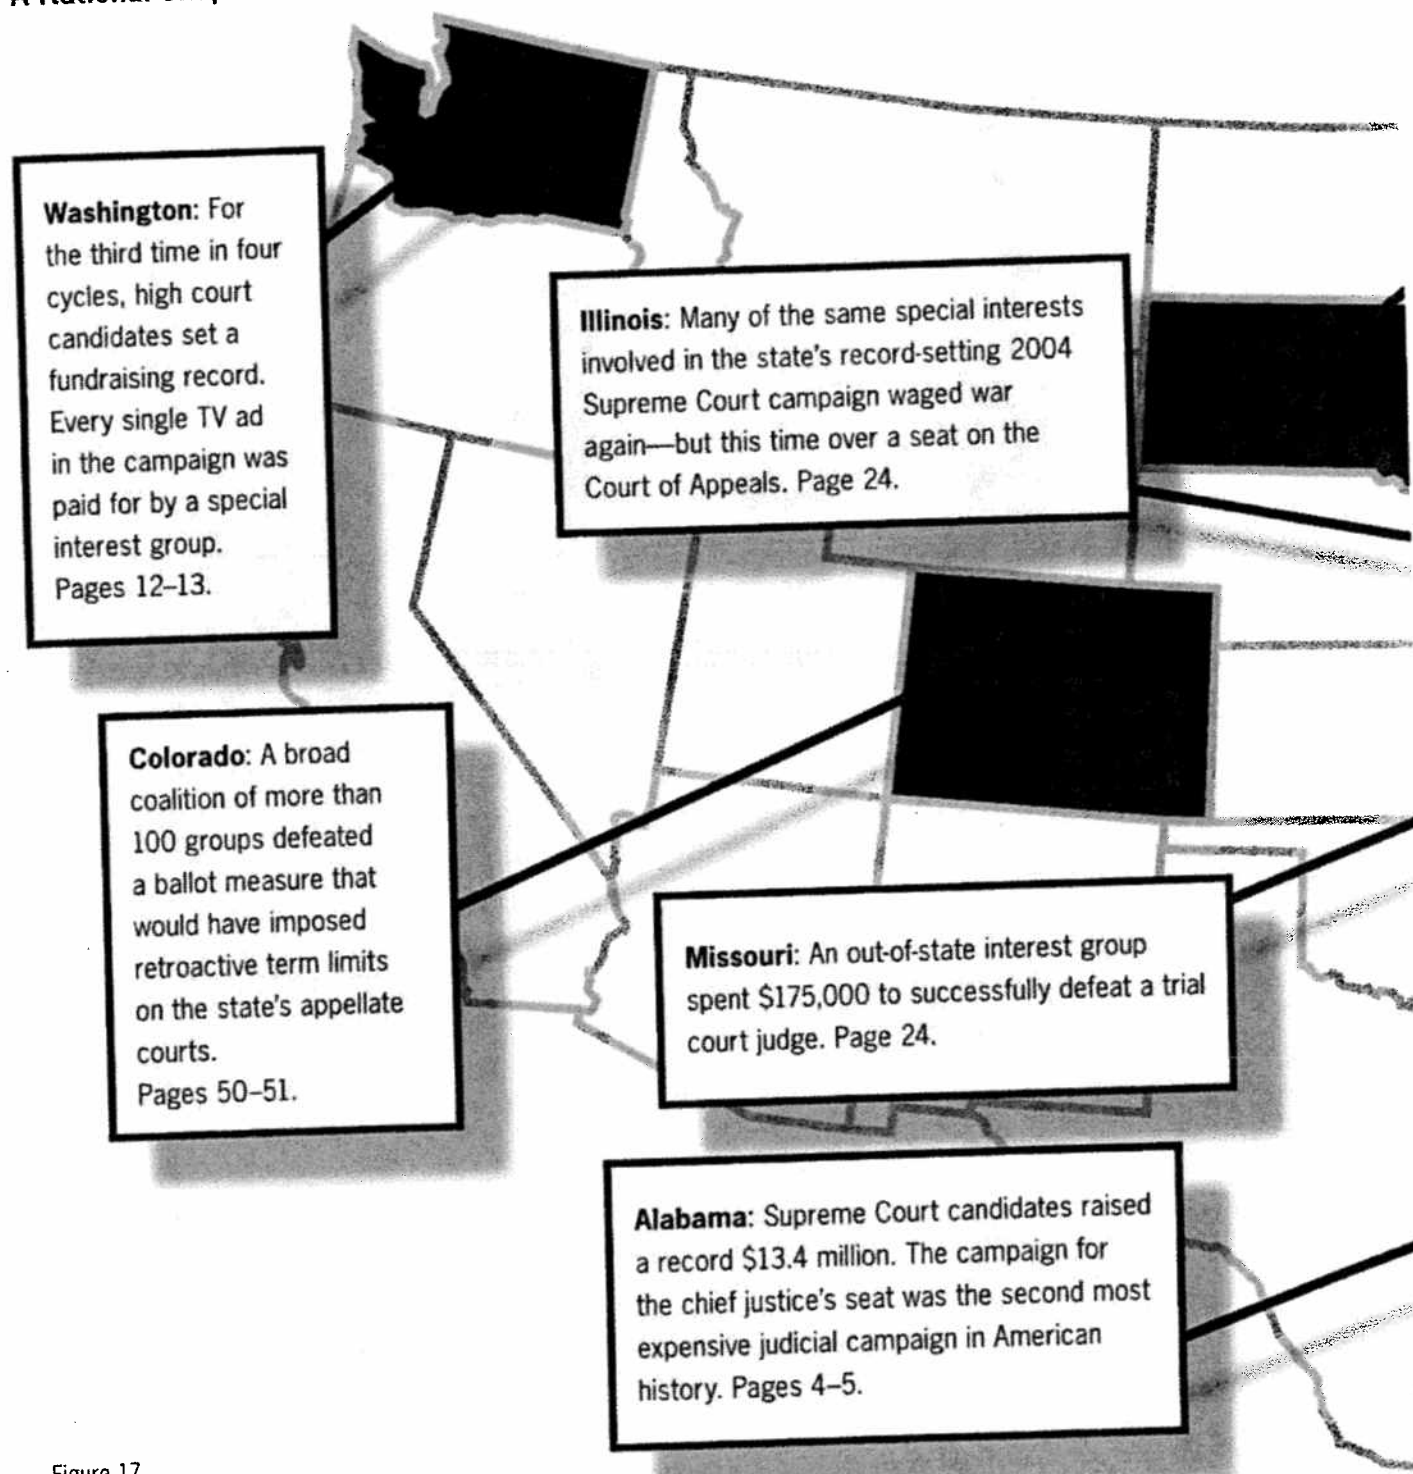 A National
Washington: For
the third time in four
cycles, high court
candidates set a
fundraising record.
Every single TV ad
in the campaign was
paid for by a special
interest group.
Pages 12–13.
Illinois: Many of the same special interests
involved in the state's record-setting 2004
Supreme Court campaign waged war
again—but this time over a seat on the
Court of Appeals. Page 24.
Colorado: A broad
coalition of more than
100 groups defeated
a ballot measure that
would have imposed
retroactive term limits
on the state's appellate
courts.
Pages 50–51.
Missouri: An out-of-state interest group
spent $175,000 to successfully defeat a trial
court judge. Page 24.
Alabama: Supreme Court candidates raised
a record $13.4 million. The campaign for
the chief justice's seat was the second most
expensive judicial campaign in American
history. Pages 4–5.
Figure 17